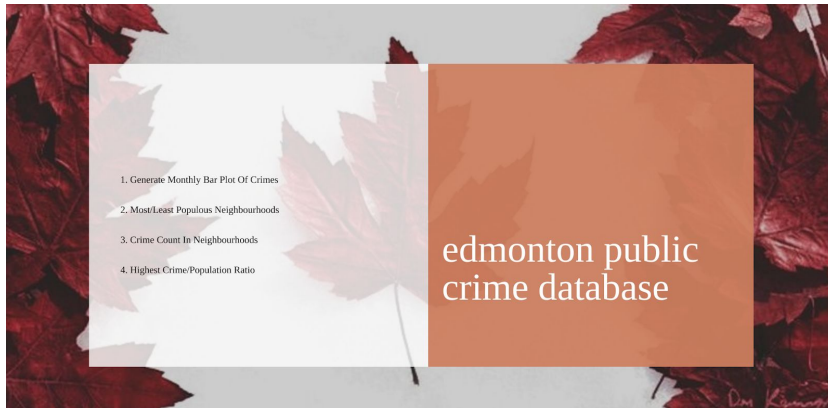 1. Generate Monthly Bar Plot Of Crimes
2. Most/Least Populous Neighbourhoods
3. Crime Count In Neighbourhoods
4. Highest Crime/Population Ratio
edmonton public
crime database